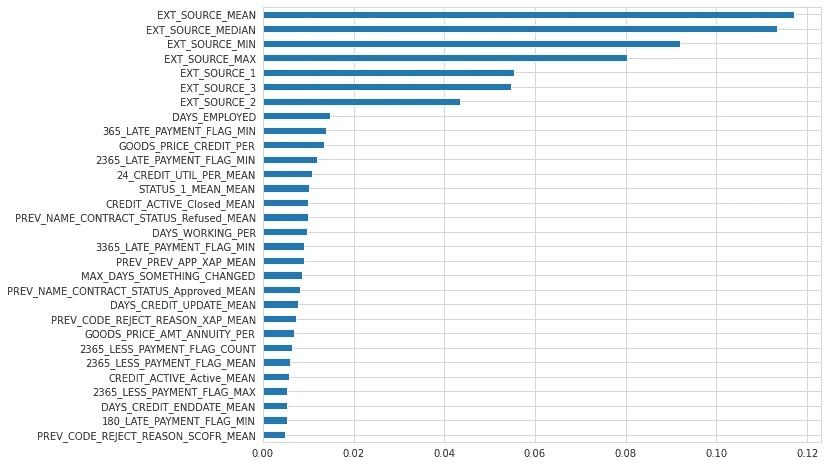 EXT_SOURCE_MEAN
EXT_SOURCE_MEDIAN
EXT_SOURCE_MIN
EXT_SOURCE_MAX
EXT_SOURCE_1
EXT_SOURCE_3
EXT_SOURCE_2
DAYS_EMPLOYED
365_LATE_PAYMENT_FLAG_MIN
GOODS_PRICE_CREDIT_PER
2365_LATE_PAYMENT_FLAG_MIN
24_CREDIT_UTIL_PER_MEAN
STATUS_1_MEAN_MEAN
CREDIT_ACTIVE_Closed_MEAN
PREV_NAME_CONTRACT_STATUS_Refused_MEAN
DAYS_WORKING_PER
3365_LATE_PAYMENT_FLAG_MIN
PREV_PREV_APP_XAP_MEAN
MAX_DAYS_SOMETHING_CHANGED
PREV_NAME_CONTRACT_STATUS_Approved_MEAN
DAYS_CREDIT_UPDATE_MEAN
PREV_CODE_REJECT_REASON_XAP_MEAN
GOODS_PRICE_AMT_ANNUITY_PER
2365_LESS_PAYMENT_FLAG_COUNT
2365_LESS_PAYMENT_FLAG_MEAN
CREDIT_ACTIVE_Active_MEAN
2365_LESS_PAYMENT_FLAG_MAX
DAYS_CREDIT_ENDDATE_MEAN
180_LATE_PAYMENT_FLAG_MIN
PREV_CODE_REJECT_REASON_SCOFR_MEAN
0.00 0.02 0.04 0.06 0.08 0.10 0.12